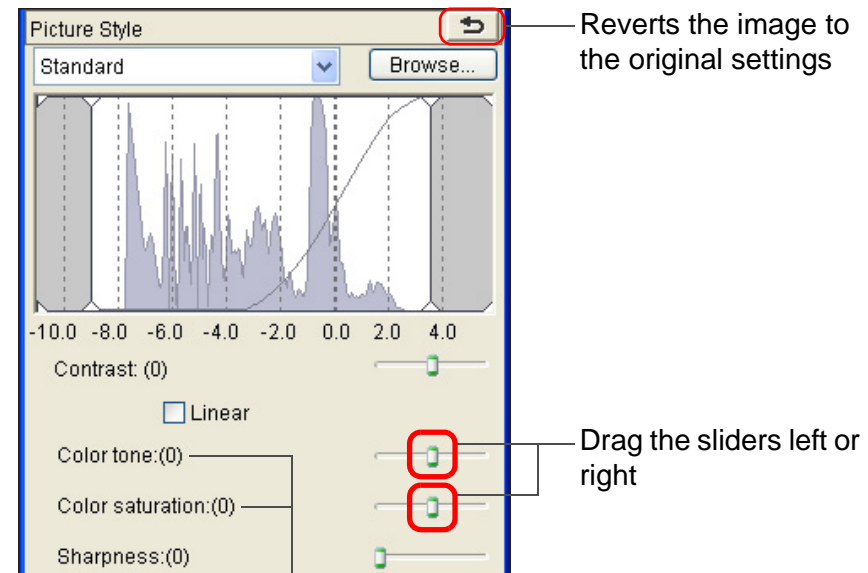 Picture Style
Reverts the image to
the original settings
Standard
Browse...
-10.0 -8.0 -6.0 -4.0 -2.0 0.0 2.0 4.0
Contrast: (0)
Linear
Color tone:(0)
Drag the sliders left or
right
Color saturation:(0)
Sharpness:(0)